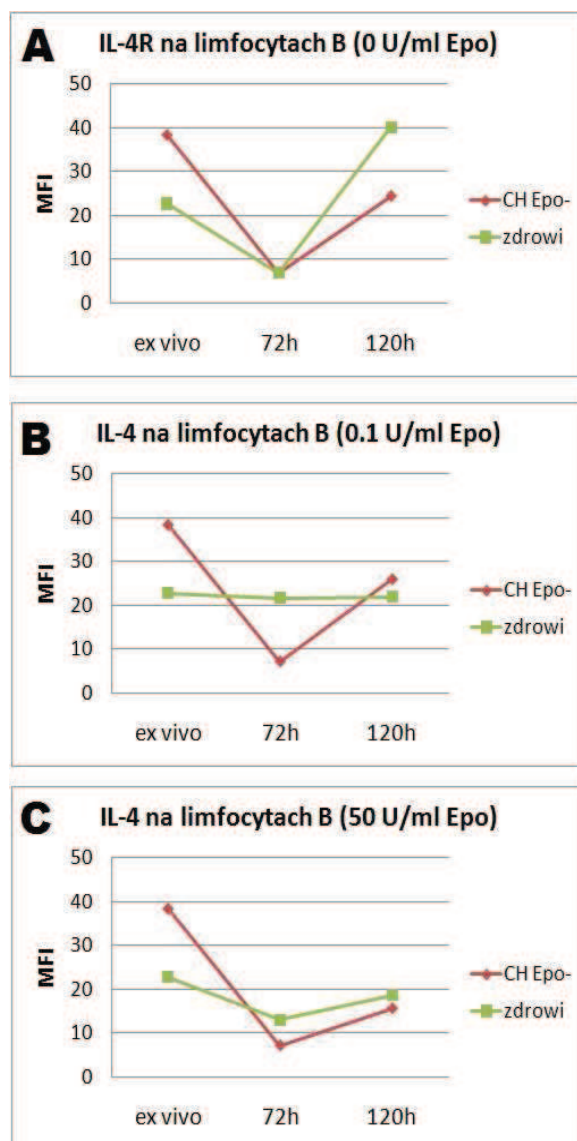 A
IL-4R na limfocytach B (0 U/ml Epo)
50
40
30
20
10
0
MFI
ex vivo 72h 120h
CH Epo-
zdrowi
B
IL-4 na limfocytach B (0.1 U/ml Epo)
50
40
30
20
10
0
MFI
ex vivo 72h 120h
CH Epo-
zdrowi
C
IL-4 na limfocytach B (50 U/ml Epo)
50
40
30
20
10
0
MFI
ex vivo 72h 120h
CH Epo-
zdrowi